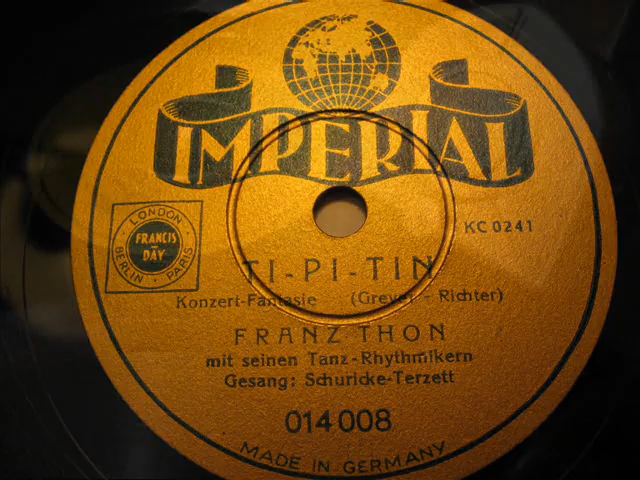 IMPERIAL
KC 0241
LONDON
FRANCIS
DAY
BERLIN PARIS
TI-PI-TIN
Konzert-Fantasie (Grever - Richter)
FRANZ THON
mit seinen Tanz-Rhythmikern
Gesang: Schuricke-Terzett
014 008
MADE IN GERMANY